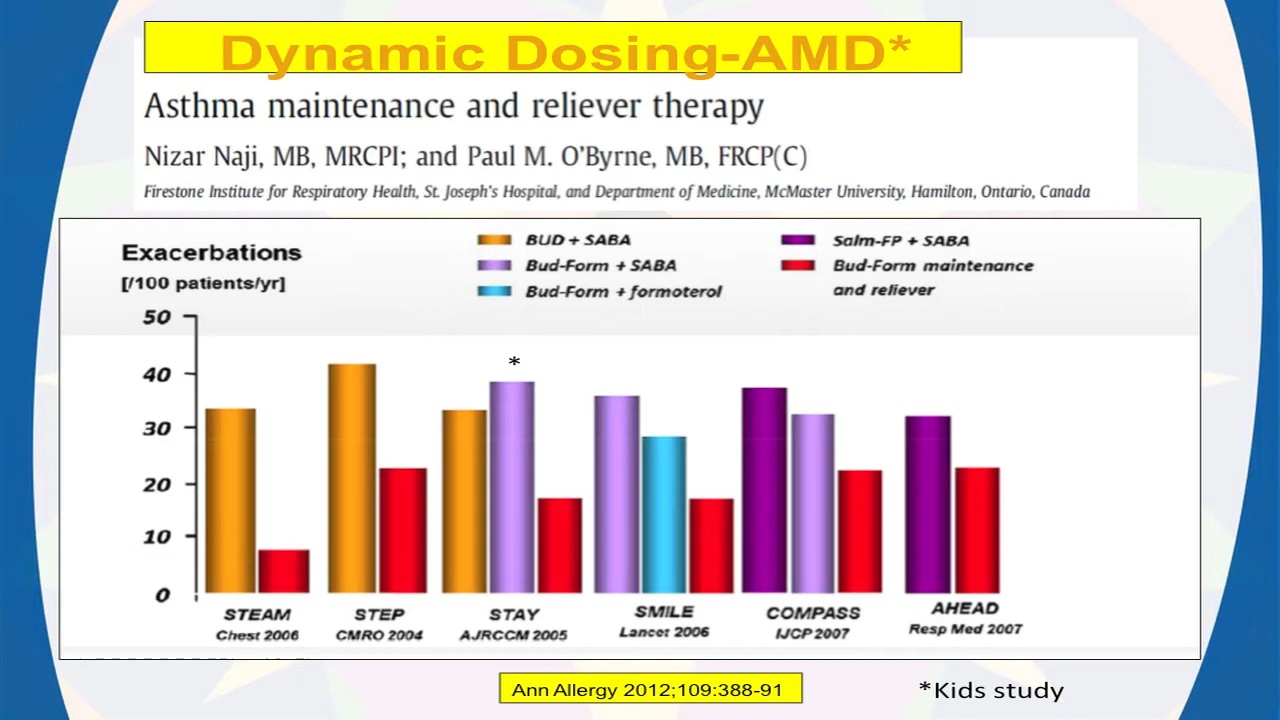 Dynamic Dosing-AMD*
Asthma maintenance and reliever therapy
Nizar Naji, MB, MRCPI; and Paul M. O'Byrne, MB, FRCP(C)
Firestone Institute for Respiratory Health, St. Joseph's Hospital, and Department of Medicine, McMaster University, Hamilton, Ontario, Canada
Exacerbations
[/100 patients/yr]
BUD + SABA
Bud-Form + SABA
Bud-Form + formoterol
Salm-FP + SABA
Bud-Form maintenance
and reliever
50
40
30
20
10
0
*
STEAM
Chest 2006
STEP
CMRO 2004
STAY
AJRCCM 2005
SMILE
Lancet 2006
COMPASS
IJCP 2007
AHEAD
Resp Med 2007
Ann Allergy 2012;109:388-91
*Kids study